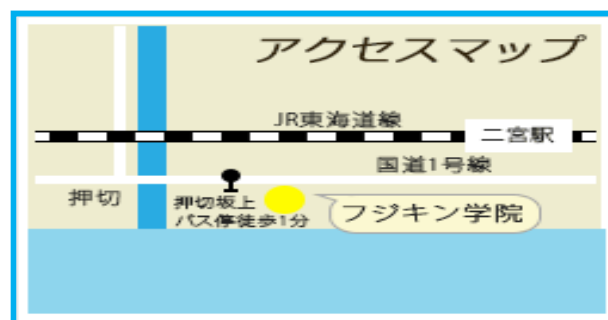 アクセスマップ
JR東海道線
二宮駅
国道1号線
押切
押切坂上
バス停徒歩1分
フジキン学院